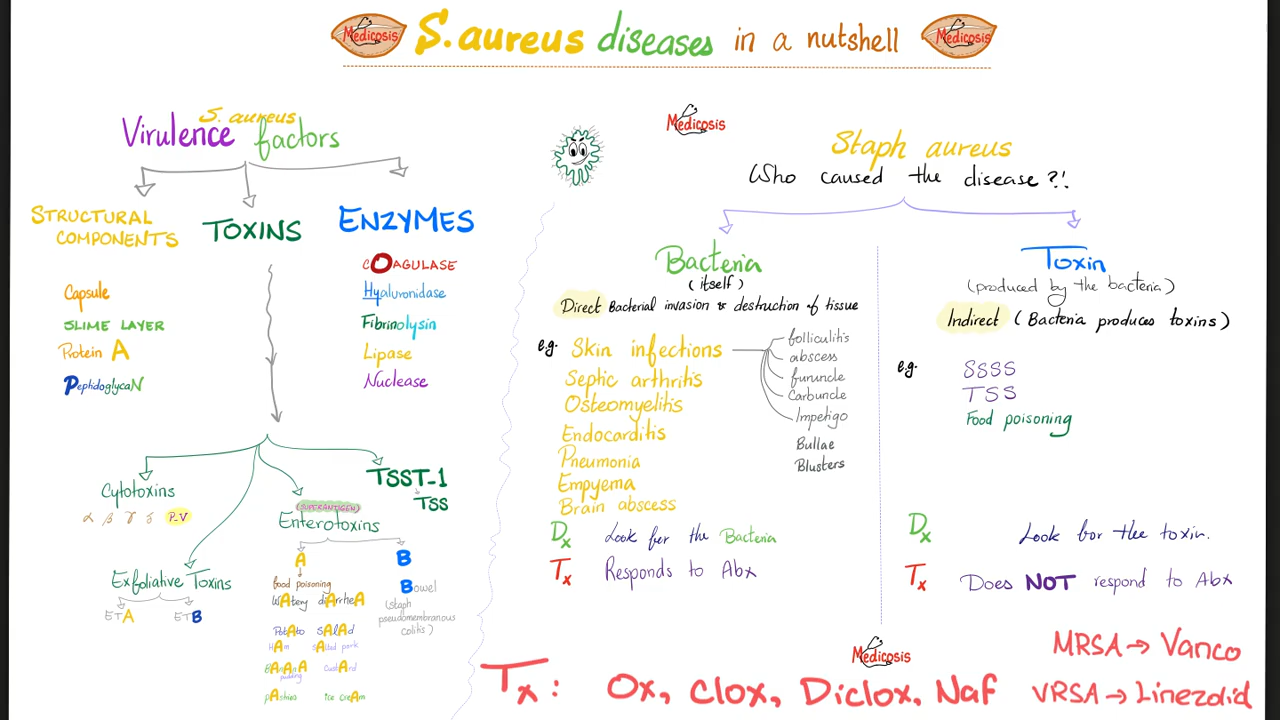 Medicosis S. aureus diseases in a nutshell Medicosis
S. aureus
Virulence factors
STRUCTURAL COMPONENTS
Capsule
SLIME LAYER
Protein A
PeptidoglycaN
TOXINS
ENZYMES
COAGULASE
Hyaluronidase
Fibrinolysin
Lipase
Nuclease
Cytotoxins
α β γ δ P-V
Exfoliative Toxins
ETA ETB
(SUPERANTIGEN)
Enterotoxins
A
food poisoning
WAtery diArrheA
PotAto SAlAd
HAm SAlted pork
BAnAnA CustArd
pudding
pAstries ice creAm
B
Bowel
(staph
pseudomembranous
colitis)
TSST-1
TSS
Medicosis
Staph aureus
Who caused the disease?!
Bacteria
(itself)
Direct Bacterial invasion & destruction of tissue
e.g. Skin infections
folliculitis
abscess
furuncle
Carbuncle
Impetigo
Bullae
Blusters
Septic arthritis
Osteomyelitis
Endocarditis
Pneumonia
Empyema
Brain abscess
Dx Look for the Bacteria
Tx Responds to Abx
Toxin
(produced by the bacteria)
Indirect (Bacteria produces toxins)
e.g. SSSS
TSS
Food poisoning
Dx Look for the toxin.
Tx Does NOT respond to Abx
Medicosis
Tx: Ox, Clox, Diclox, Naf
MRSA → Vanco
VRSA → Linezolid